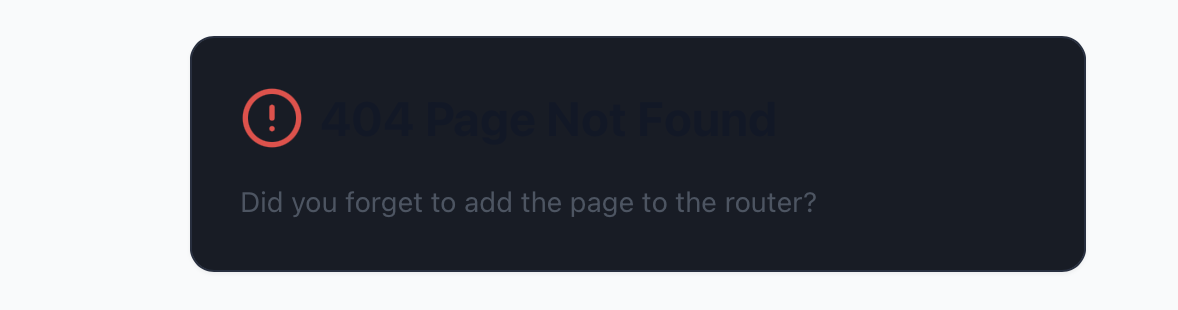 404 Page Not Found
Did you forget to add the page to the router?